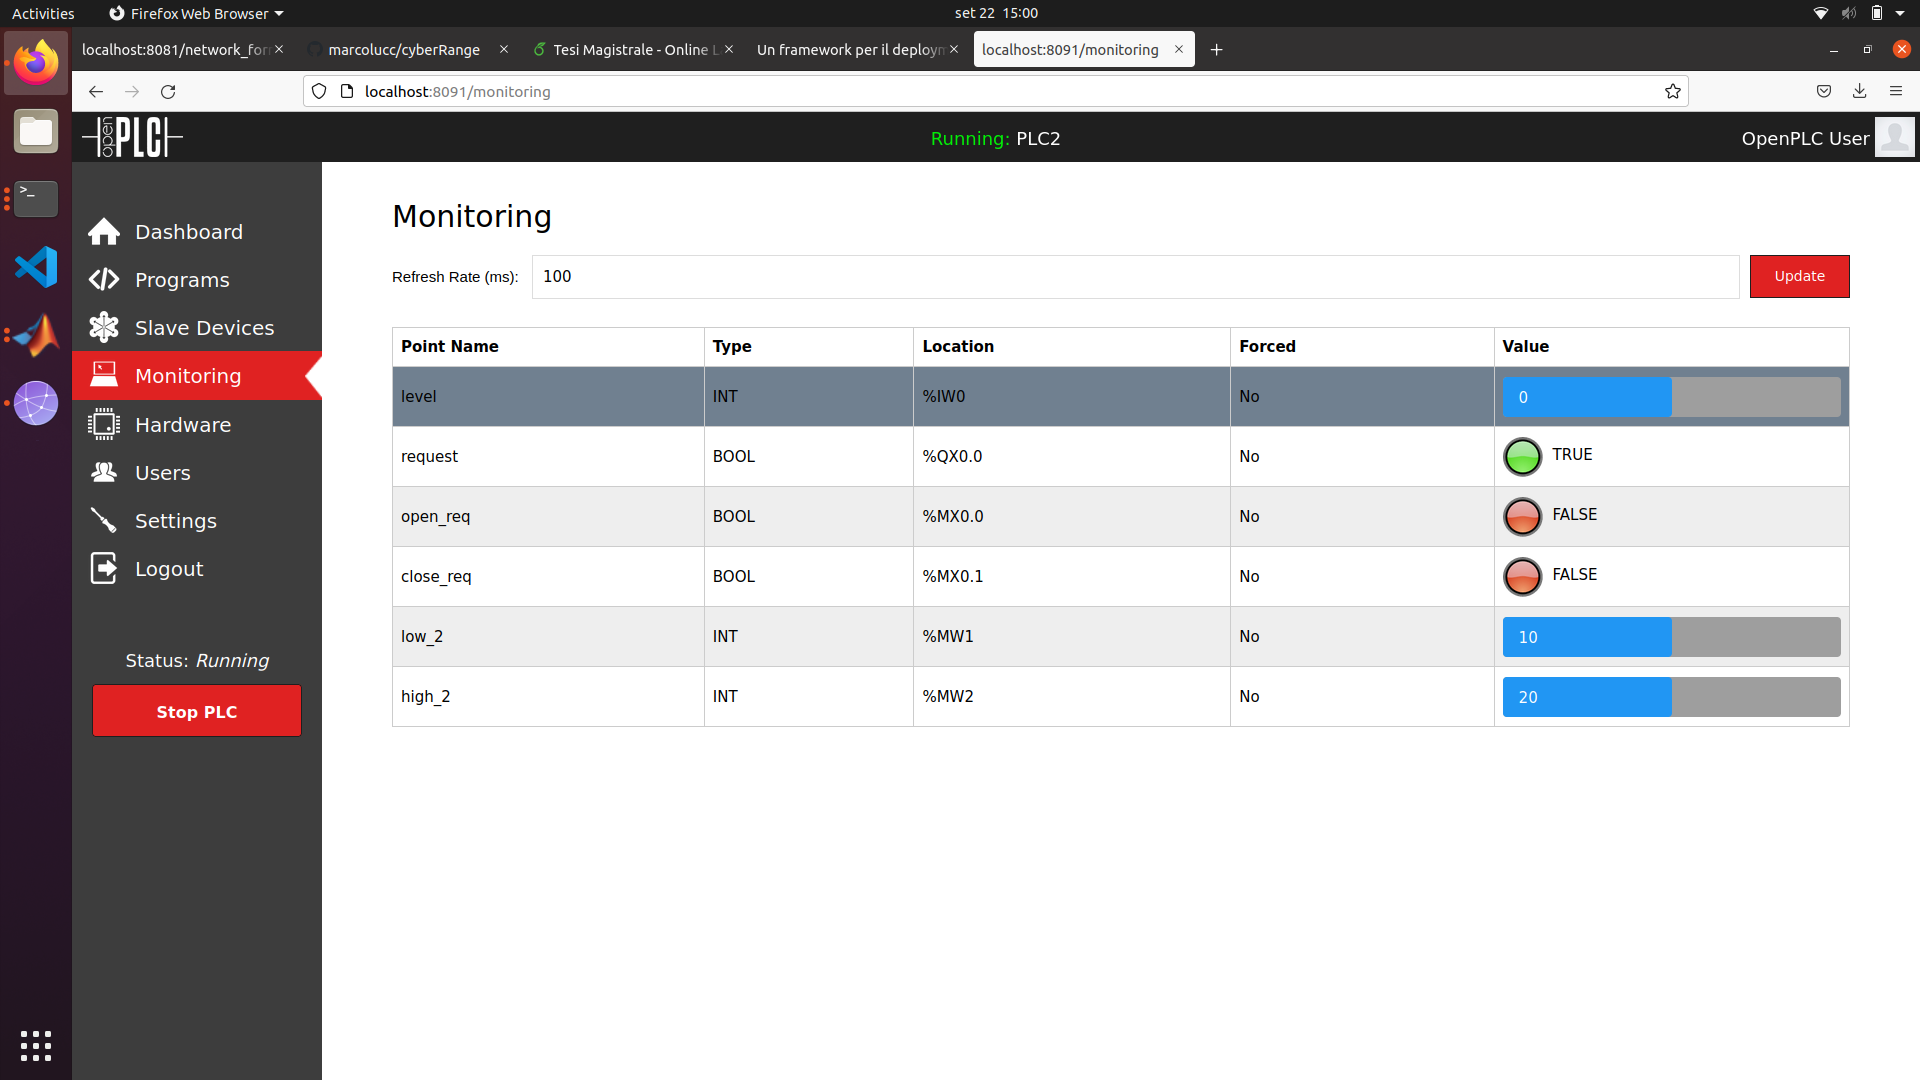 Activities
Firefox Web Browser
set 22 15:00
localhost:8081/network_for
marcolucc/cyberRange
Tesi Magistrale - Online L
Un framework per il deploym
localhost:8091/monitoring
localhost:8091/monitoring
open PLC
Running: PLC2
OpenPLC User
Dashboard
Programs
Slave Devices
Monitoring
Hardware
Users
Settings
Logout
Status: Running
Stop PLC
Monitoring
Refresh Rate (ms): 100 Update
Point Name Type Location Forced Value
level INT %IW0 No 0
request BOOL %QX0.0 No TRUE
open_req BOOL %MX0.0 No FALSE
close_req BOOL %MX0.1 No FALSE
low_2 INT %MW1 No 10
high_2 INT %MW2 No 20